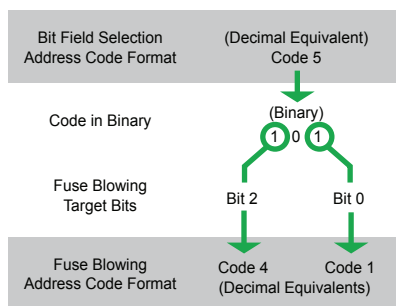 Bit Field Selection
Address Code Format
(Decimal Equivalent)
Code 5
Code in Binary
(Binary)
1 0 1
Fuse Blowing
Target Bits
Bit 2
Bit 0
Fuse Blowing
Address Code Format
Code 4
Code 1
(Decimal Equivalents)